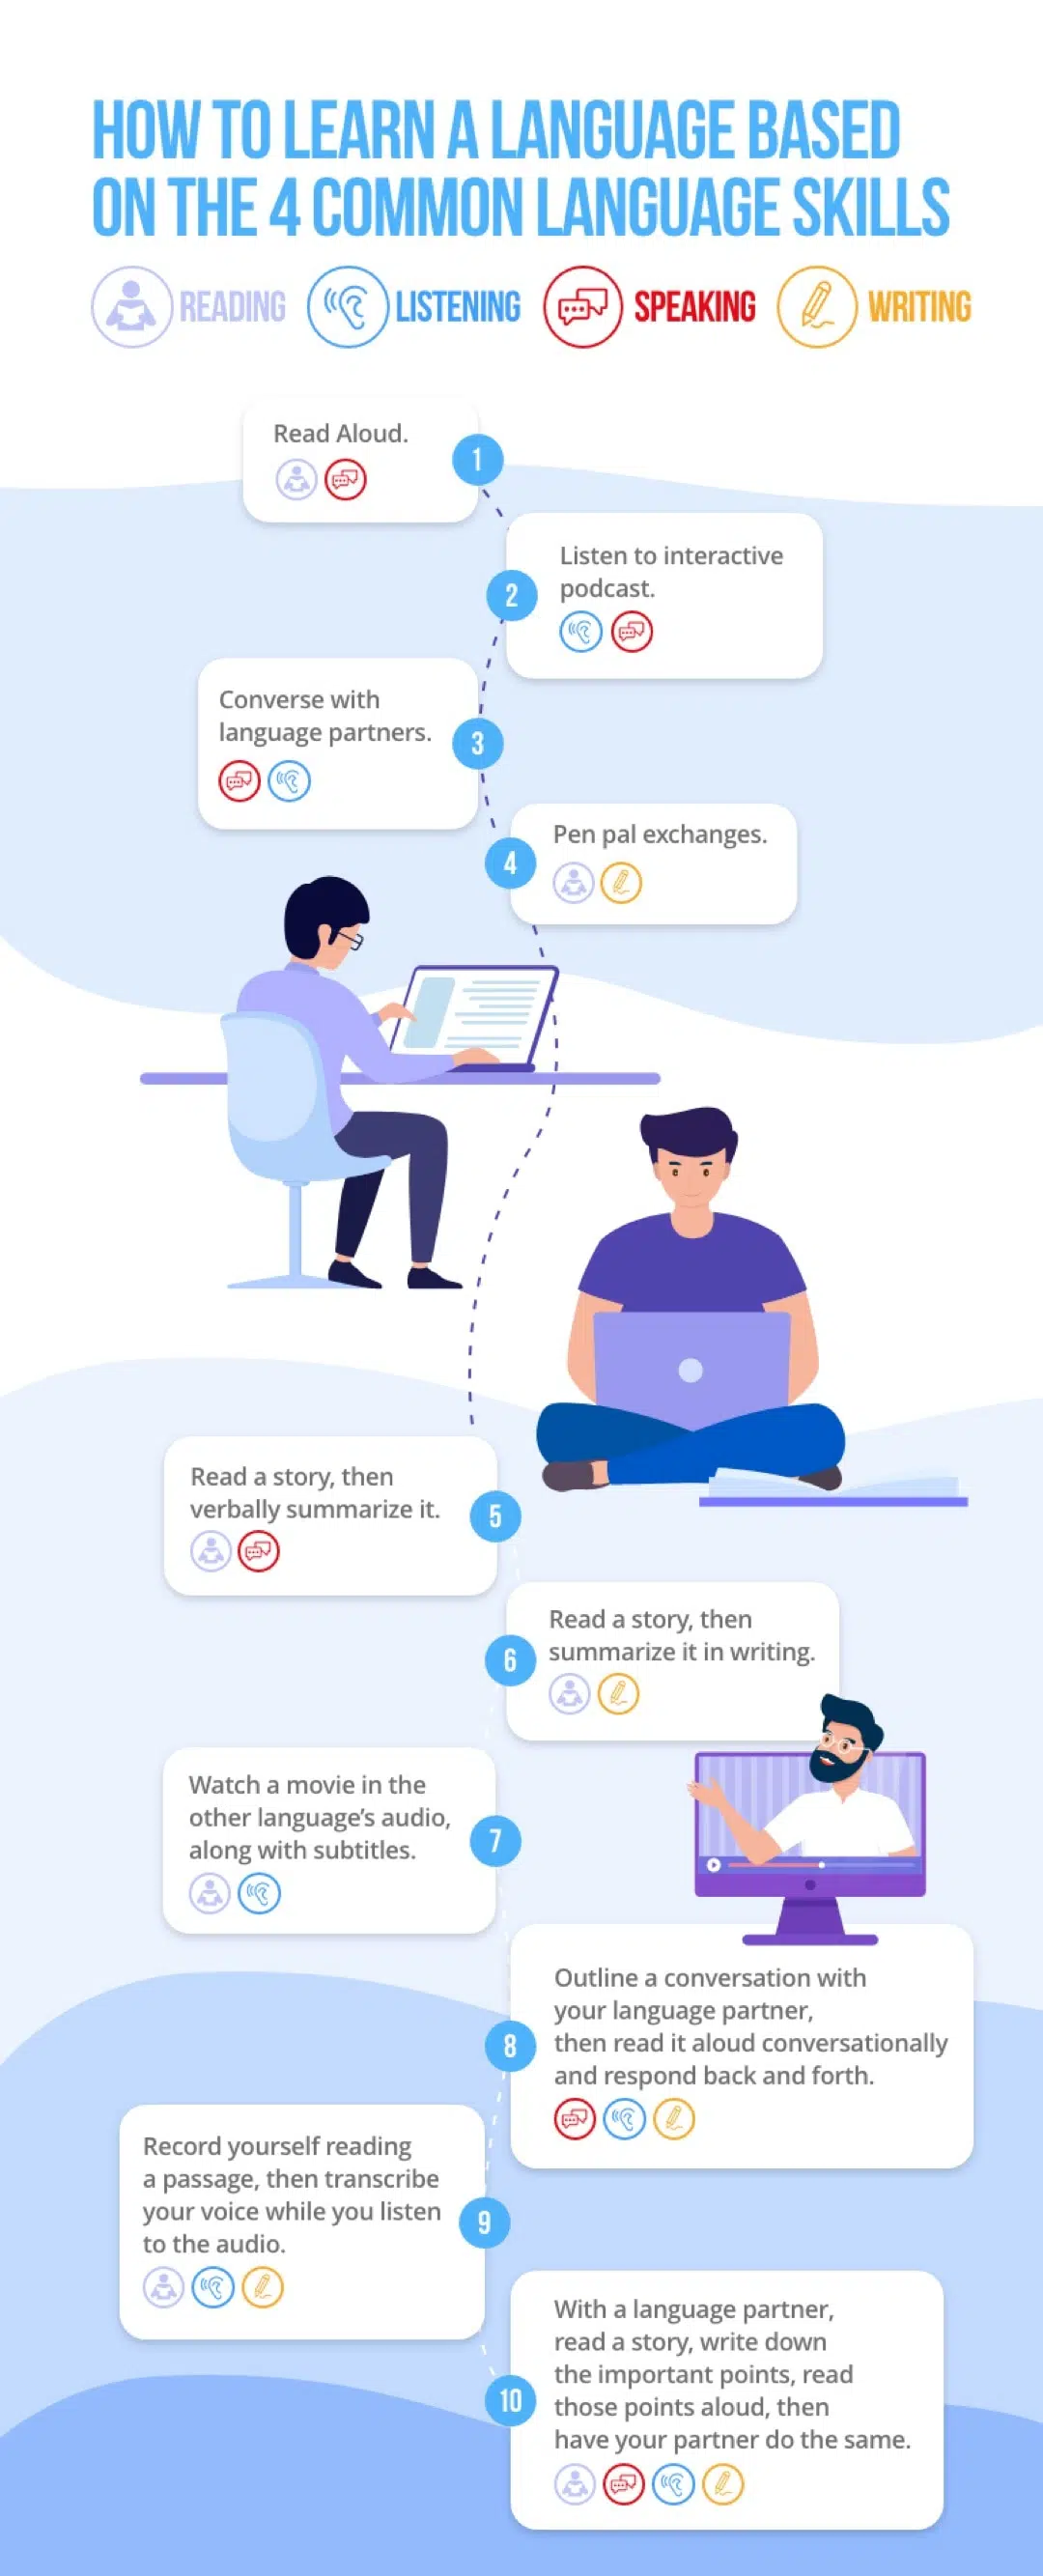 HOW TO LEARN A LANGUAGE BASED
ON THE 4 COMMON LANGUAGE SKILLS
READING LISTENING SPEAKING WRITING
Read Aloud.
1
Listen to interactive
podcast.
2
Converse with
language partners.
3
Pen pal exchanges.
4
Read a story, then
verbally summarize it.
5
Read a story, then
summarize it in writing.
6
Watch a movie in the
other language's audio,
along with subtitles.
7
Outline a conversation with
your language partner,
then read it aloud conversationally
and respond back and forth.
8
Record yourself reading
a passage, then transcribe
your voice while you listen
to the audio.
9
With a language partner,
read a story, write down
the important points, read
those points aloud, then
have your partner do the same.
10